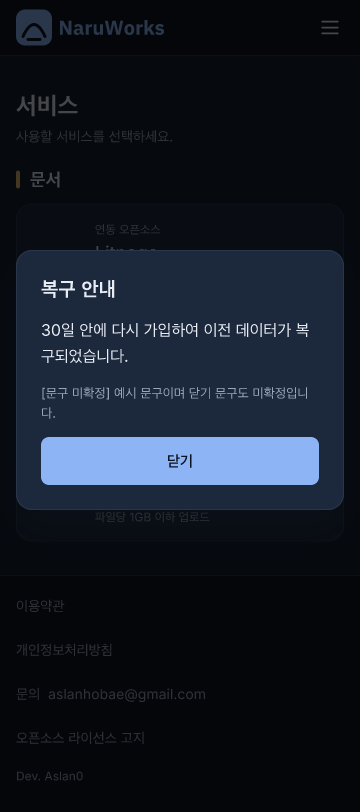 NaruWorks
서비스
사용할 서비스를 선택하세요.
문서
연동 오픈소스
복구 안내
30일 안에 다시 가입하여 이전 데이터가 복
구되었습니다.
[문구 미확정] 예시 문구이며 닫기 문구도 미확정입니
다.
닫기
파일당 1GB 이하 업로드
이용약관
개인정보처리방침
문의 aslanhobae@gmail.com
오픈소스 라이선스 고지
Dev. Aslan0